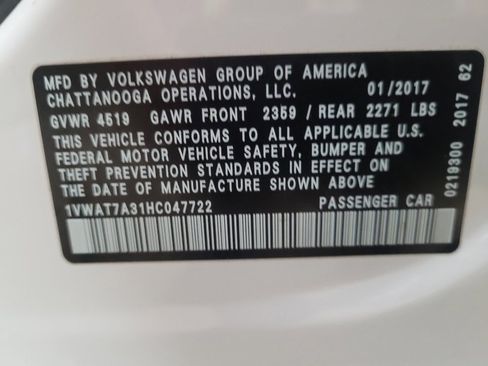 MFD BY VOLKSWAGEN GROUP OF AMERICA
CHATTANOOGA OPERATIONS, LLC. 01/2017
GVWR 4519 GAWR FRONT 2359 / REAR 2271 LBS
THIS VEHICLE CONFORMS TO ALL APPLICABLE U.S.
FEDERAL MOTOR VEHICLE SAFETY, BUMPER AND
THEFT PREVENTION STANDARDS IN EFFECT ON
DATE OF MANUFACTURE SHOWN ABOVE
1VWAT7A31HC047722 PASSENGER CAR
0219300 2017 62